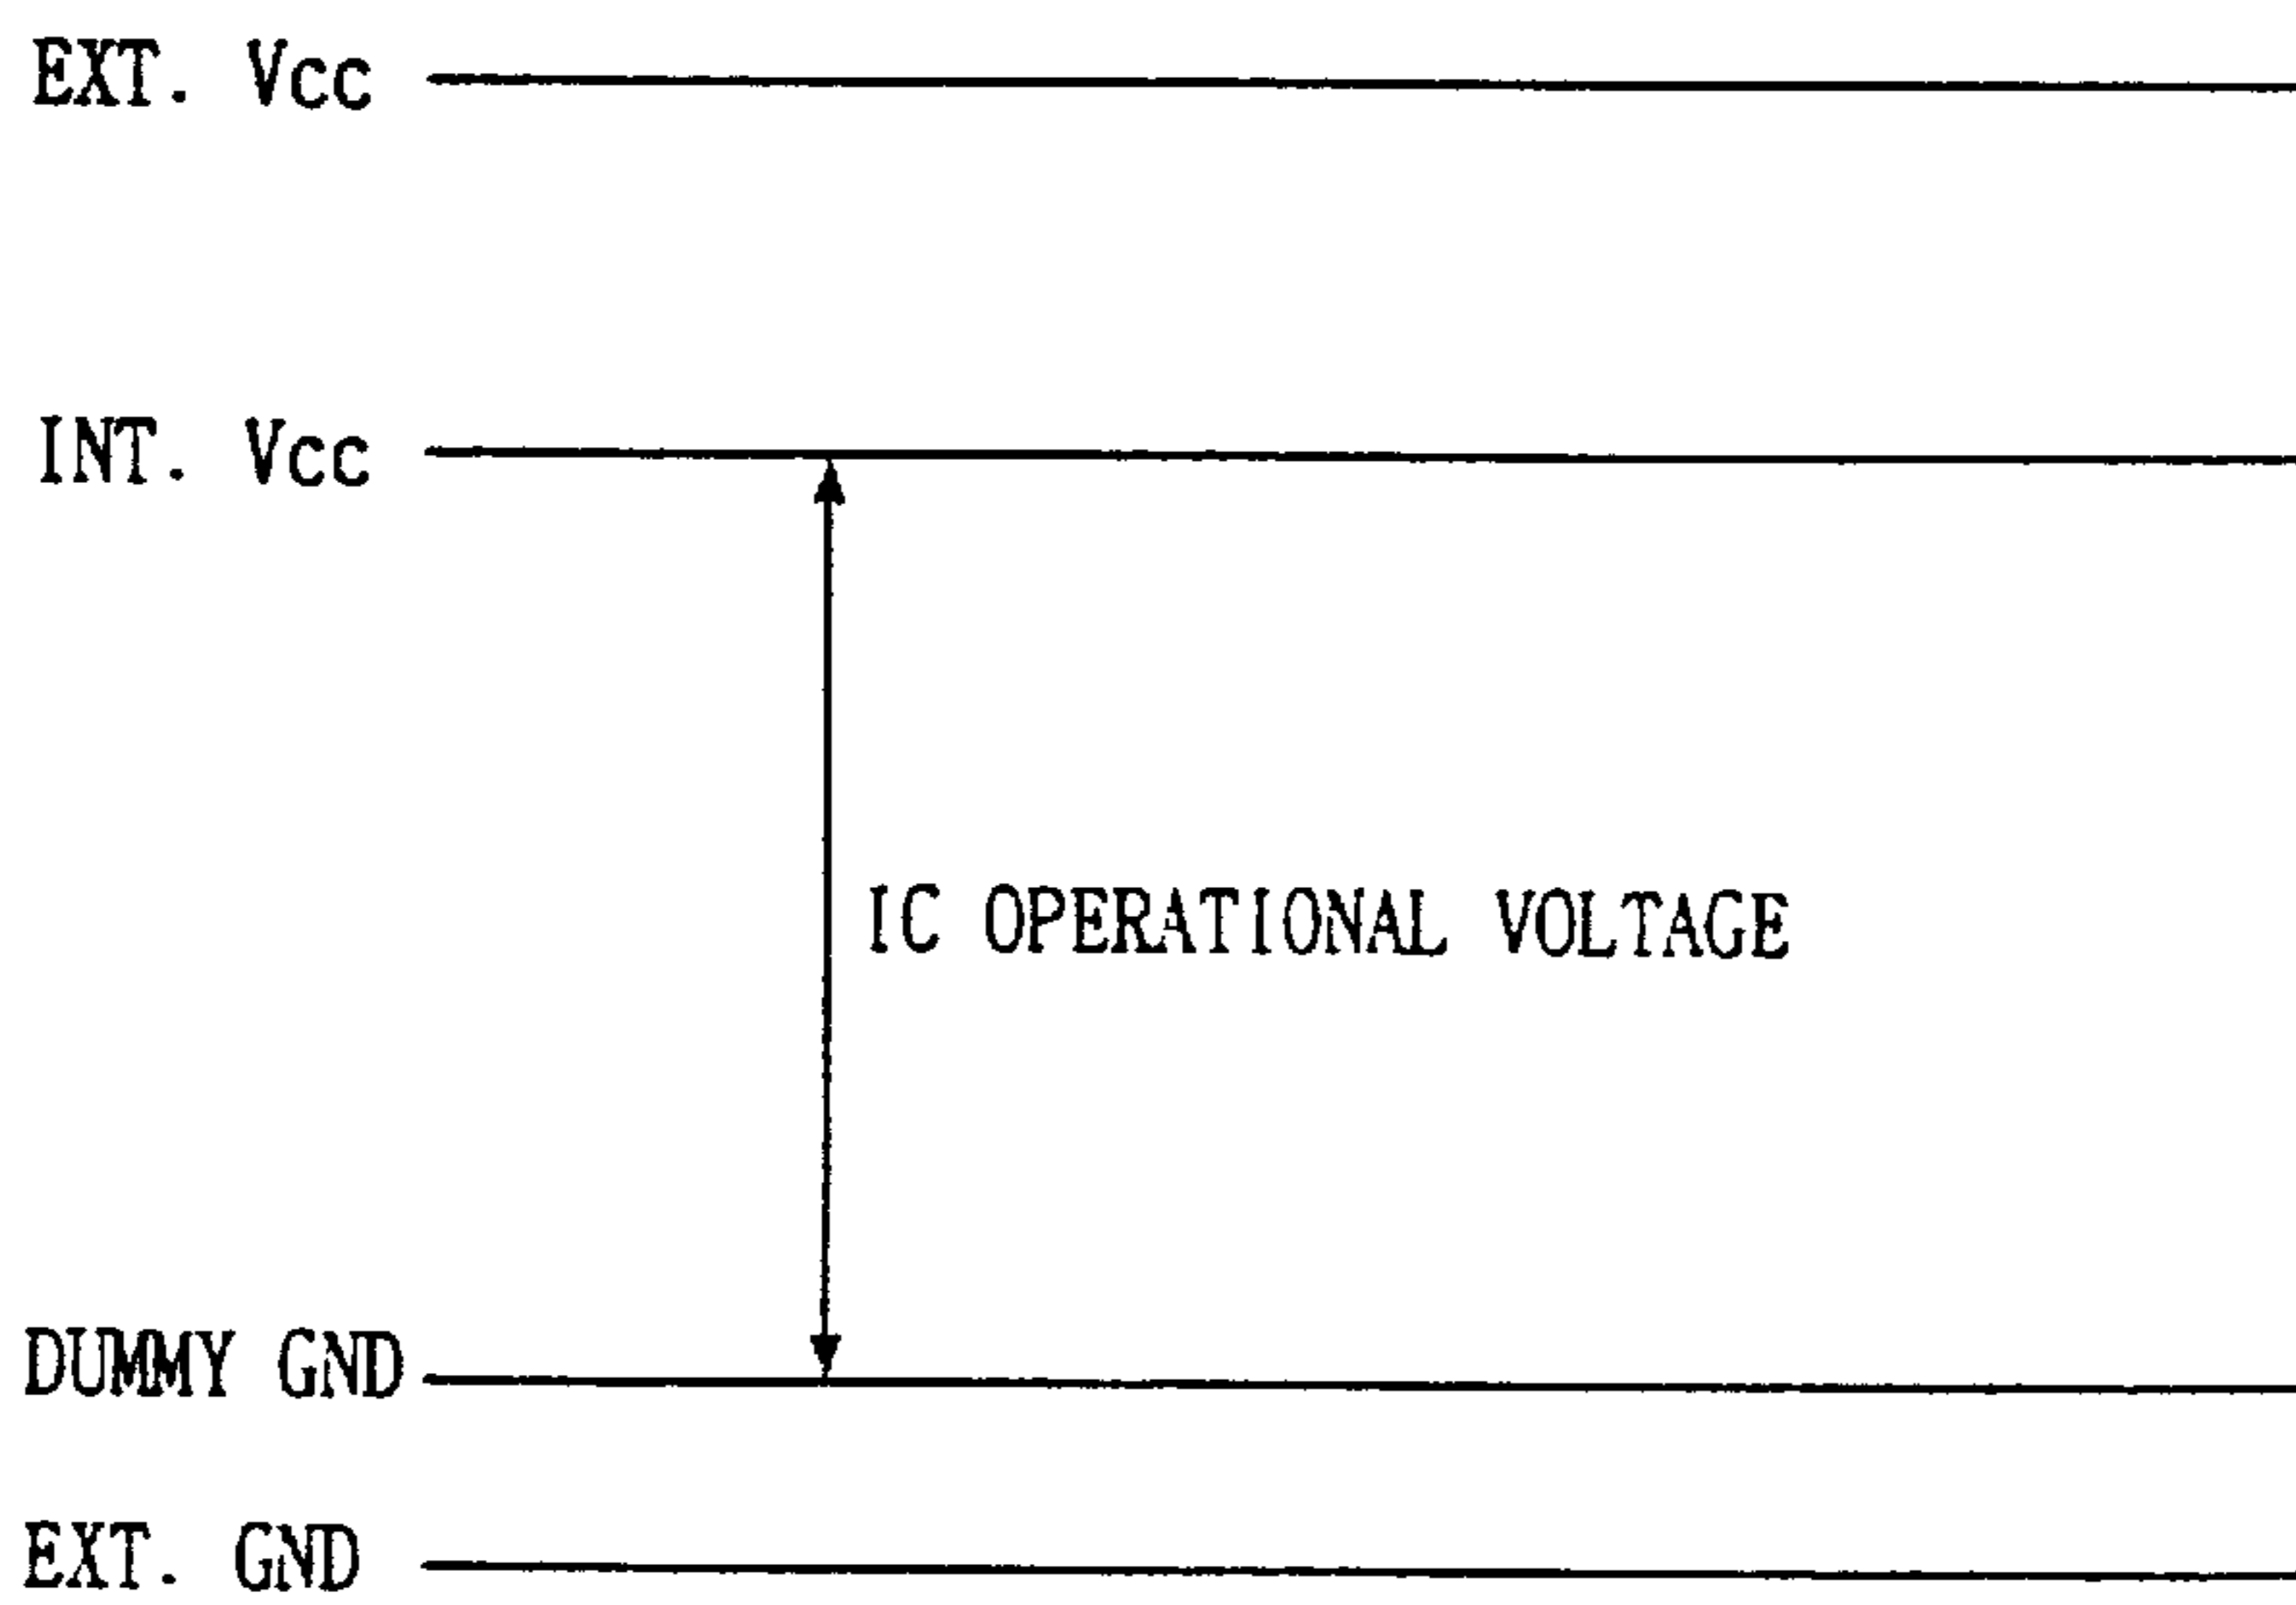 EXT. Vcc
INT. Vcc
IC OPERATIONAL VOLTAGE
DUMMY GND
EXT. GND